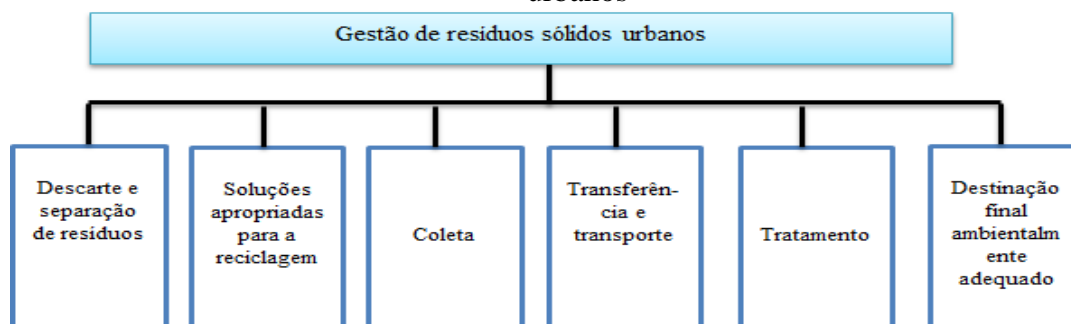 urbanos
Gestão de resíduos sólidos urbanos
Descarte e
separação
de resíduos
Soluções
apropriadas
para a
reciclagem
Coleta
Transferên-
cia e
transporte
Tratamento
Destinação
final
ambientalm
ente
adequado